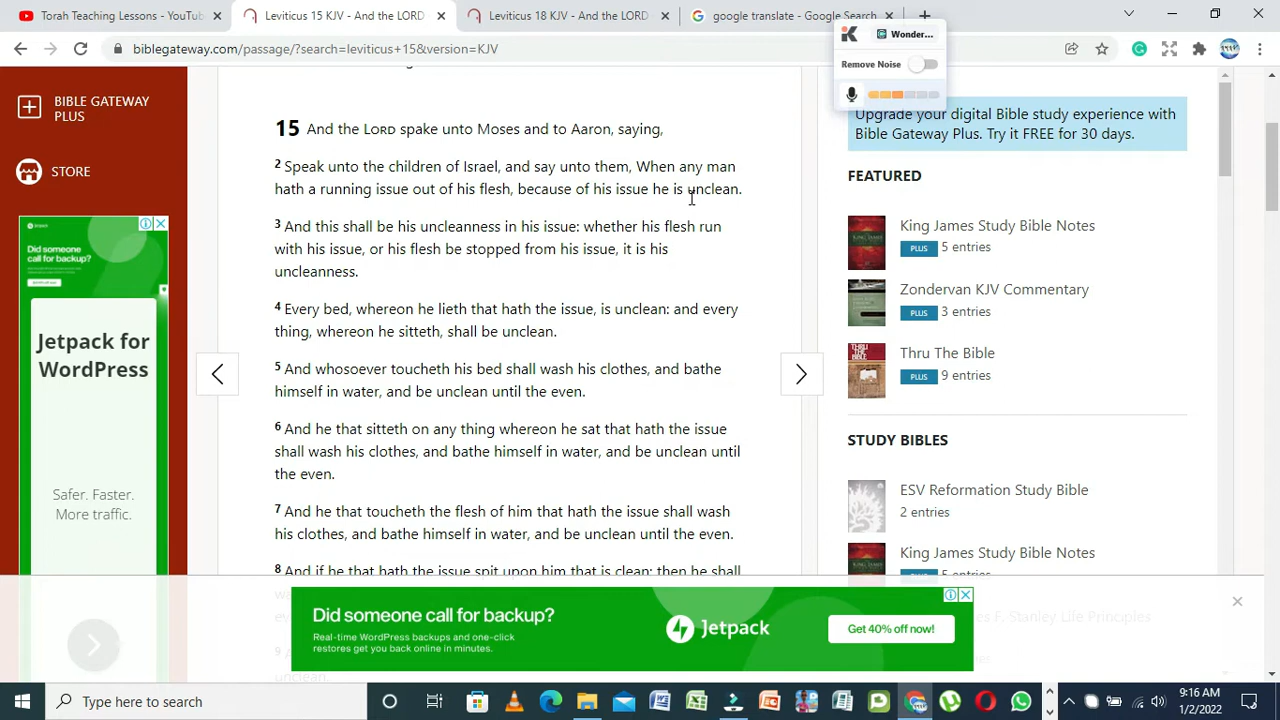 Torah Teaching Lessons - YouTu
Leviticus 15 KJV - And the LORD
Leviticus 18 KJV - And the LORD
google translate - Google Se
biblegateway.com/passage/?search=leviticus+15&version=KJV
Wonder...
Remove Noise
BIBLE GATEWAY
PLUS
STORE
Did someone
call for backup?
Jetpack for
WordPress
Safer. Faster.
More traffic.
15 And the LORD spake unto Moses and to Aaron, saying,
2 Speak unto the children of Israel, and say unto them, When any man
hath a running issue out of his flesh, because of his issue he is unclean.
3 And this shall be his uncleanness in his issue: whether his flesh run
with his issue, or his flesh be stopped from his issue, it is his
uncleanness.
4 Every bed, whereon he lieth that hath the issue, is unclean: and every
thing, whereon he sitteth, shall be unclean.
5 And whosoever toucheth his bed shall wash his clothes, and bathe
himself in water, and be unclean until the even.
6 And he that sitteth on any thing whereon he sat that hath the issue
shall wash his clothes, and bathe himself in water, and be unclean until
the even.
7 And he that toucheth the flesh of him that hath the issue shall wash
his clothes, and bathe himself in water, and be unclean until the even.
8 And if he that hath the issue spit upon him that is clean; then he shall
9
unclean.
Upgrade your digital Bible study experience with
Bible Gateway Plus. Try it FREE for 30 days.
FEATURED
King James Study Bible Notes
PLUS 5 entries
Zondervan KJV Commentary
PLUS 3 entries
Thru The Bible
PLUS 9 entries
STUDY BIBLES
ESV Reformation Study Bible
2 entries
King James Study Bible Notes
5 entries
F. Stanley Life Principles
Did someone call for backup?
Real-time WordPress backups and one-click
restores get you back online in minutes.
Jetpack
Get 40% off now!
Type here to search
:16 AM
1/2/2022